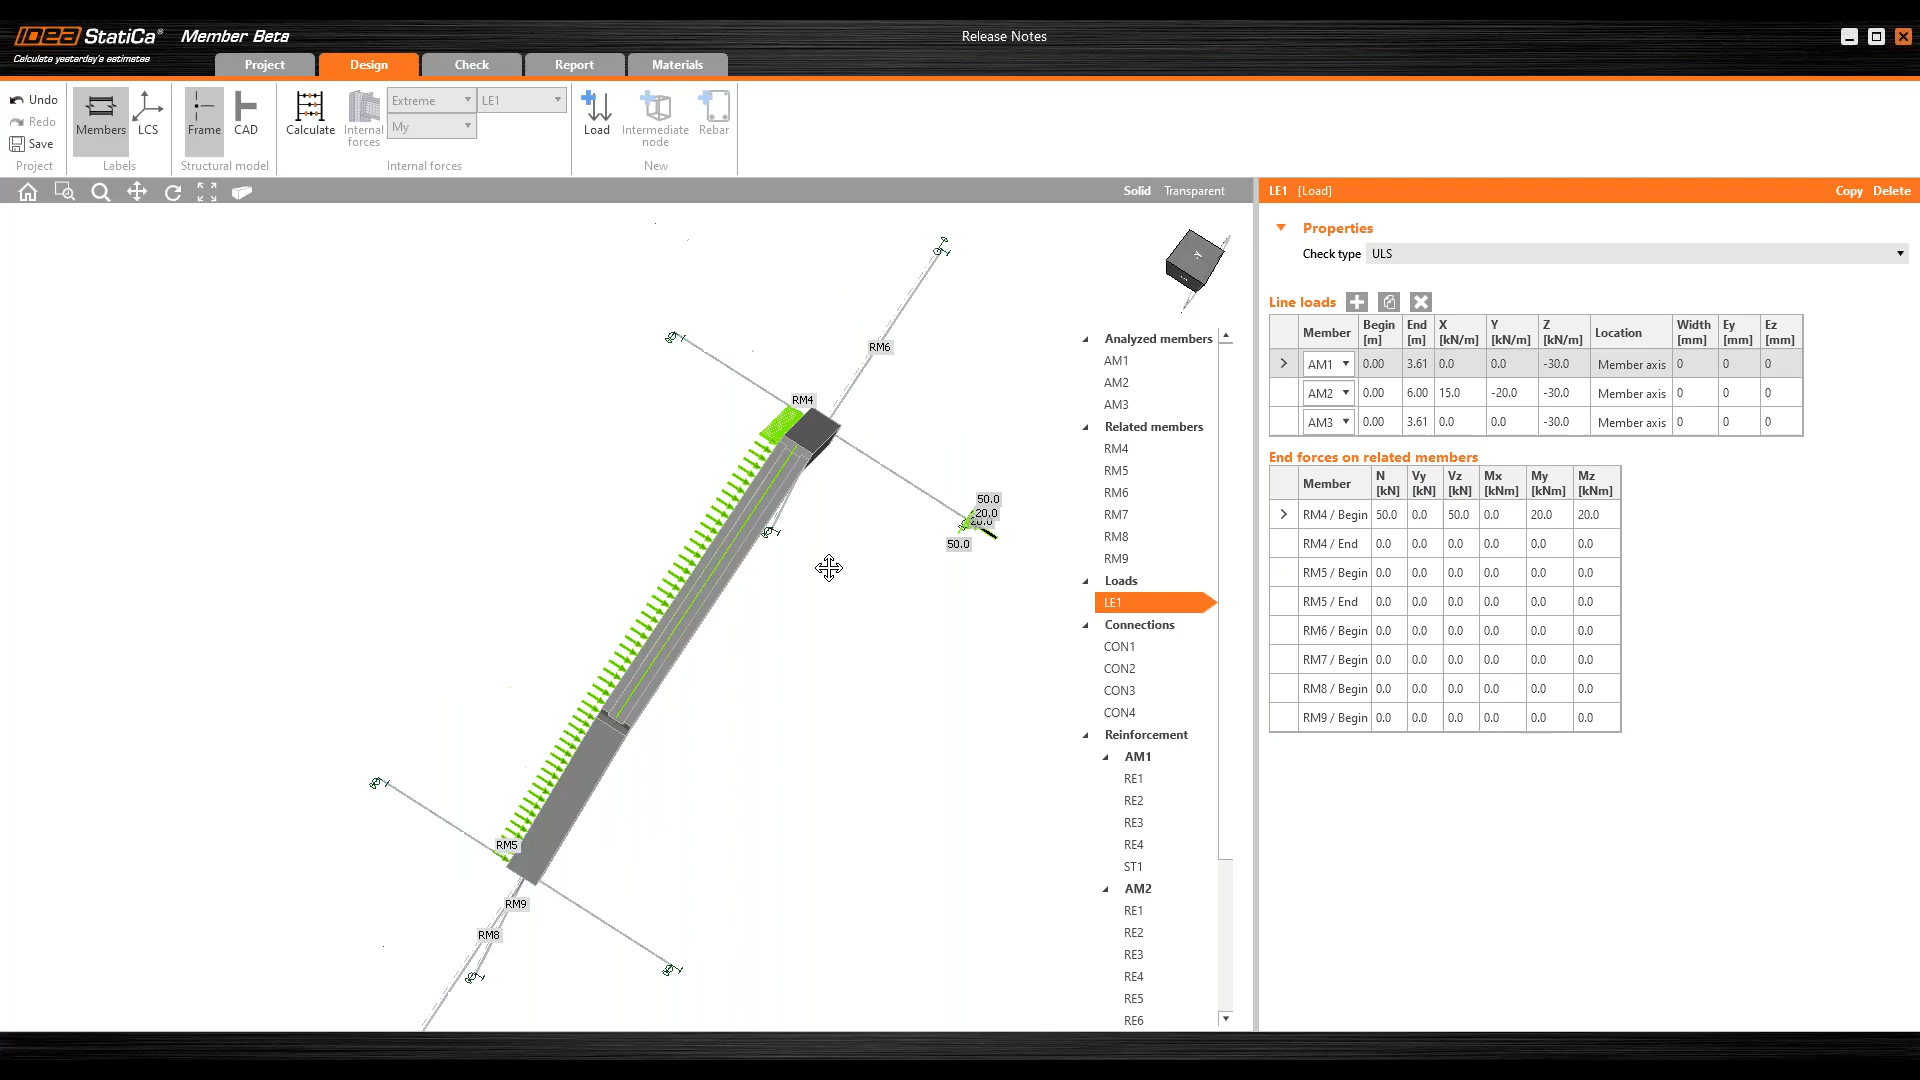 IDEA StatiCa® Member Beta
Calculate yesterday's estimates
Release Notes
Project Design Check Report Materials
Undo
Redo
Save
Project
Members LCS
Labels
Frame CAD
Structural model
Calculate Internal forces Extreme LE1
My
Internal forces
Load Intermediate node Rebar
New
Solid Transparent
LE1 [Load] Copy Delete
RM6
RM4
50.0
20.0
20.0
50.0
RM5
RM9
RM8
-Y
Analyzed members
AM1
AM2
AM3
Related members
RM4
RM5
RM6
RM7
RM8
RM9
Loads
LE1
Connections
CON1
CON2
CON3
CON4
Reinforcement
AM1
RE1
RE2
RE3
RE4
ST1
AM2
RE1
RE2
RE3
RE4
RE5
RE6
Properties
Check type ULS
Line loads
Member Begin [m] End [m] X [kN/m] Y [kN/m] Z [kN/m] Location Width [mm] Ey [mm] Ez [mm]
AM1 0.00 3.61 0.0 0.0 -30.0 Member axis 0 0 0
AM2 0.00 6.00 15.0 -20.0 -30.0 Member axis 0 0 0
AM3 0.00 3.61 0.0 0.0 -30.0 Member axis 0 0 0
End forces on related members
Member N [kN] Vy [kN] Vz [kN] Mx [kNm] My [kNm] Mz [kNm]
RM4 / Begin 50.0 0.0 50.0 0.0 20.0 20.0
RM4 / End 0.0 0.0 0.0 0.0 0.0 0.0
RM5 / Begin 0.0 0.0 0.0 0.0 0.0 0.0
RM5 / End 0.0 0.0 0.0 0.0 0.0 0.0
RM6 / Begin 0.0 0.0 0.0 0.0 0.0 0.0
RM7 / Begin 0.0 0.0 0.0 0.0 0.0 0.0
RM8 / Begin 0.0 0.0 0.0 0.0 0.0 0.0
RM9 / Begin 0.0 0.0 0.0 0.0 0.0 0.0